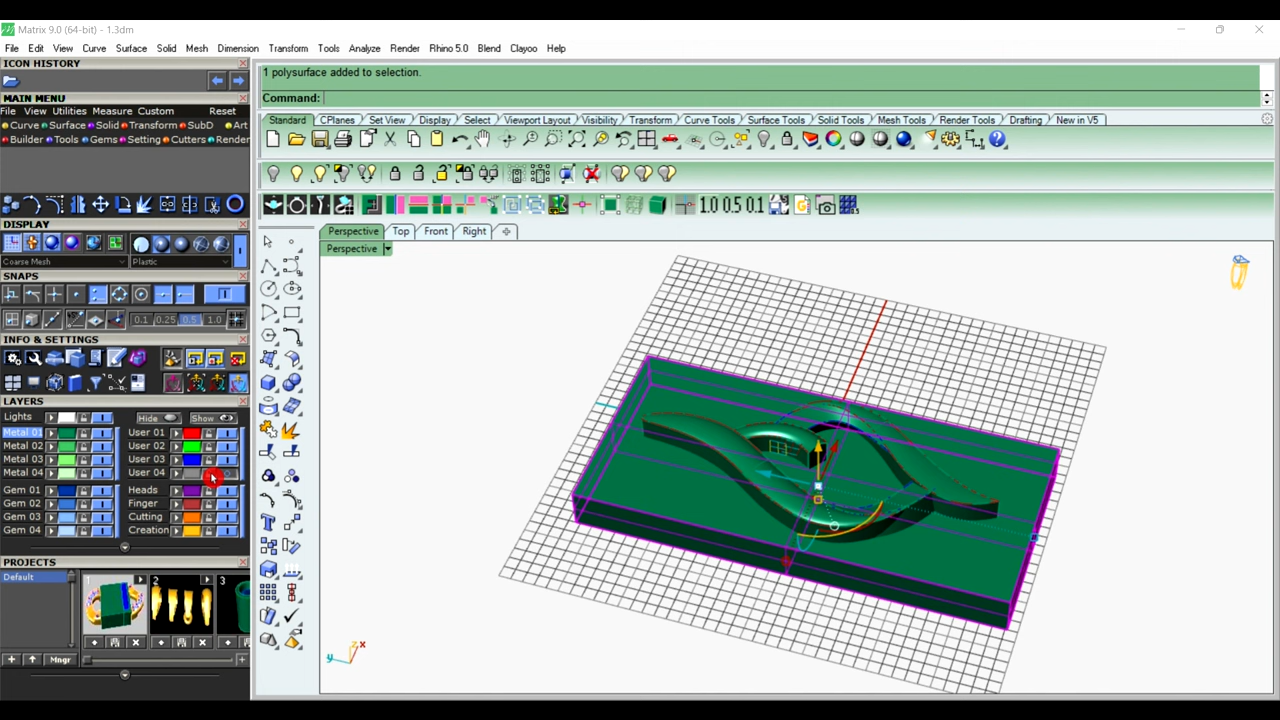 Matrix 9.0 (64-bit) - 1.3dm
File Edit View Curve Surface Solid Mesh Dimension Transform Tools Analyze Render Rhino 5.0 Blend Clayoo Help
ICON HISTORY
1 polysurface added to selection.
Command:
MAIN MENU
File View Utilities Measure Custom Reset
Curve Surface Solid Transform SubD Art
Builder Tools Gems Setting Cutters Render
Standard CPlanes Set View Display Select Viewport Layout Visibility Transform Curve Tools Surface Tools Solid Tools Mesh Tools Render Tools Drafting New in V5
1.0 0.5 0.1
DISPLAY
Coarse Mesh Plastic
Perspective Top Front Right
Perspective
SNAPS
0.1 0.25 0.5 1.0
INFO & SETTINGS
LAYERS
Lights Hide Show
Metal 01 User 01
Metal 02 User 02
Metal 03 User 03
Metal 04 User 04
Gem 01 Heads
Gem 02 Finger
Gem 03 Cutting
Gem 04 Creation
PROJECTS
Default 1 2 3
Mngr
z x
y